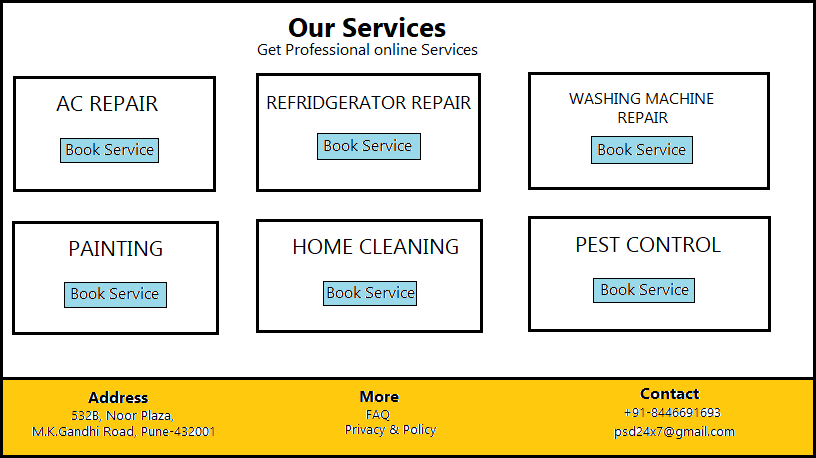 Our Services
Get Professional online Services
AC REPAIR
Book Service
REFRIDGERATOR REPAIR
Book Service
WASHING MACHINE
REPAIR
Book Service
PAINTING
Book Service
HOME CLEANING
Book Service
PEST CONTROL
Book Service
Address
532B, Noor Plaza,
M.K.Gandhi Road, Pune-432001
More
FAQ
Privacy & Policy
Contact
+91-8446691693
psd24x7@gmail.com